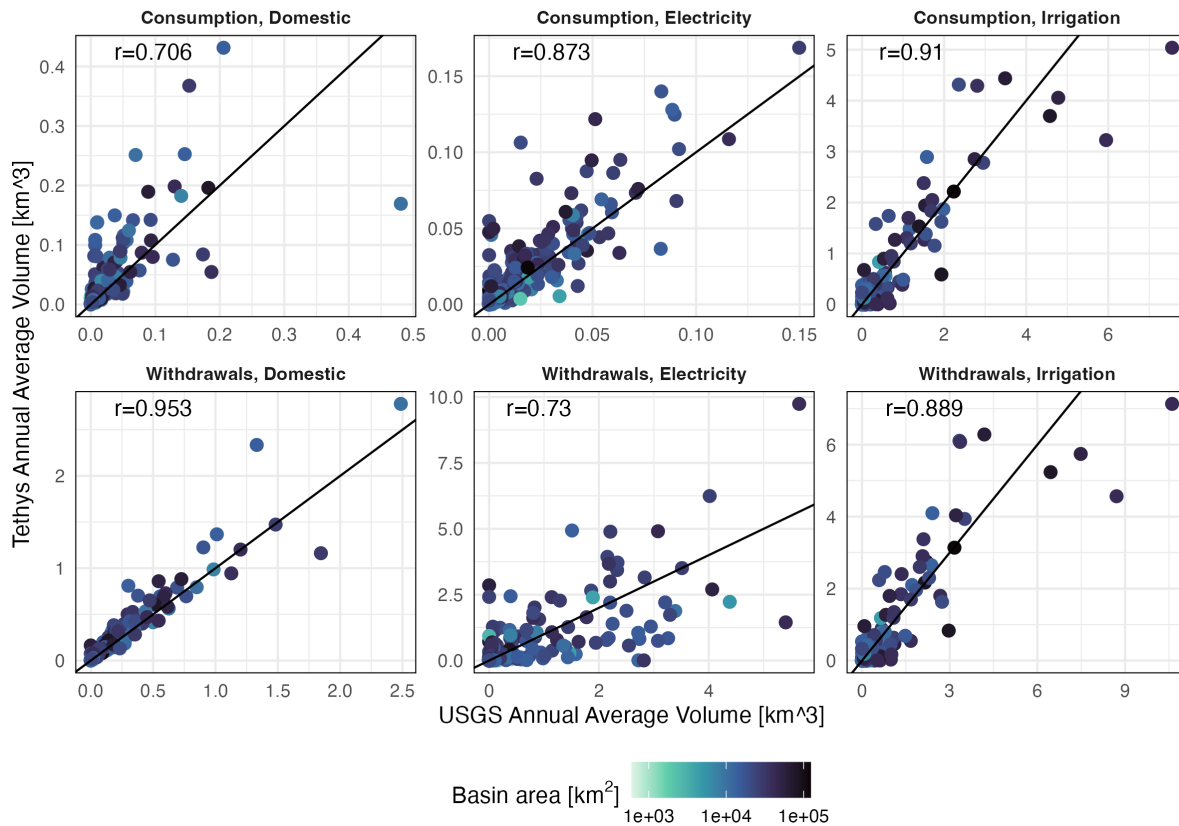 Consumption, Domestic
Consumption, Electricity
Consumption, Irrigation
r=0.706
r=0.873
r=0.91
0.4
0.3
0.2
0.1
0.0
0.15
0.10
0.05
0.00
5
4
3
2
1
0
0.0 0.1 0.2 0.3 0.4 0.5
0.00 0.05 0.10 0.15
0 2 4 6
Tethys Annual Average Volume [km^3]
Withdrawals, Domestic
Withdrawals, Electricity
Withdrawals, Irrigation
r=0.953
r=0.73
r=0.889
2
1
0
10.0
7.5
5.0
2.5
0.0
6
4
2
0
0.0 0.5 1.0 1.5 2.0 2.5
0 2 4
0 3 6 9
USGS Annual Average Volume [km^3]
Basin area [km²]
1e+03 1e+04 1e+05